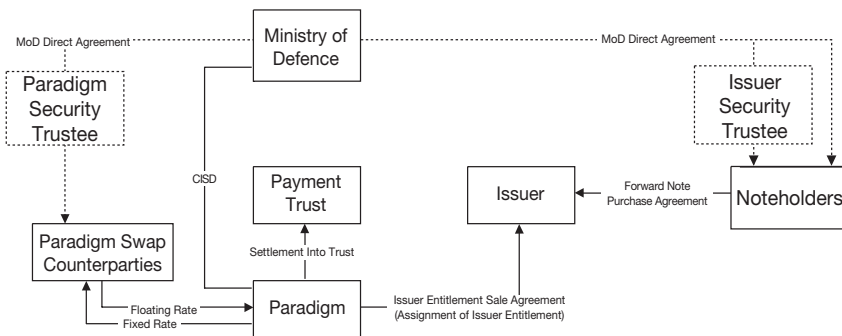 MoD Direct Agreement
Ministry of
Defence
MoD Direct Agreement
Paradigm
Security
Trustee
Issuer
Security
Trustee
CISD
Payment
Trust
Issuer
Forward Note
Purchase Agreement
Noteholders
Paradigm Swap
Counterparties
Settlement Into Trust
Floating Rate
Fixed Rate
Paradigm
Issuer Entitlement Sale Agreement
(Assignment of Issuer Entitlement)